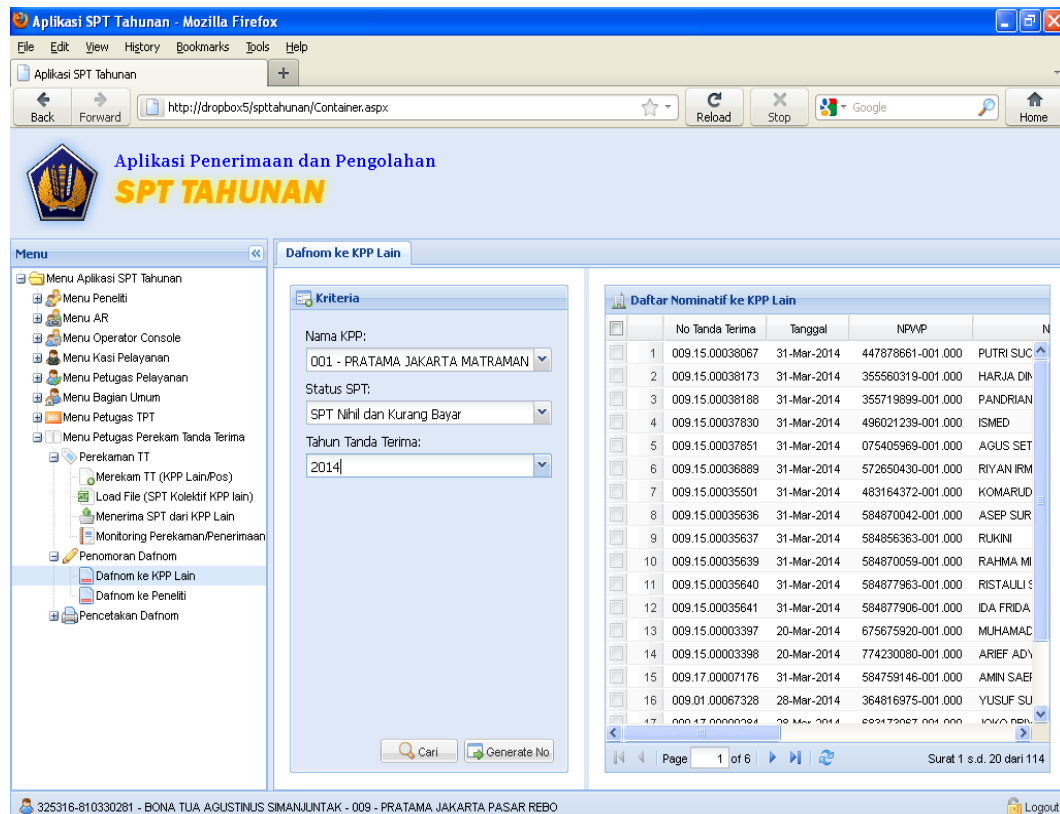 Aplikasi SPT Tahunan - Mozilla Firefox
File Edit View History Bookmarks Tools Help
Aplikasi SPT Tahunan +
Back Forward http://dropbox5/spttahunan/Container.aspx Reload Stop Google Home
Aplikasi Penerimaan dan Pengolahan
SPT TAHUNAN
Menu
Menu Aplikasi SPT Tahunan
Menu Peneliti
Menu AR
Menu Operator Console
Menu Kasi Pelayanan
Menu Petugas Pelayanan
Menu Bagian Umum
Menu Petugas TPT
Menu Petugas Perekam Tanda Terima
Perekaman TT
Merekam TT (KPP Lain/Pos)
Load File (SPT Kolektif KPP lain)
Menerima SPT dari KPP Lain
Monitoring Perekaman/Penerimaan
Penomoran Dafnom
Dafnom ke KPP Lain
Dafnom ke Peneliti
Pencetakan Dafnom
Dafnom ke KPP Lain
Kriteria
Nama KPP:
001 - PRATAMA JAKARTA MATRAMAN
Status SPT:
SPT Nihil dan Kurang Bayar
Tahun Tanda Terima:
2014
Cari Generate No
Daftar Nominatif ke KPP Lain
No Tanda Terima Tanggal NPWP N
1 009.15.00038067 31-Mar-2014 447878661-001.000 PUTRI SUC
2 009.15.00038173 31-Mar-2014 355560319-001.000 HARJA DIN
3 009.15.00038188 31-Mar-2014 355719899-001.000 PANDRIAN
4 009.15.00037830 31-Mar-2014 496021239-001.000 ISMED
5 009.15.00037851 31-Mar-2014 075405969-001.000 AGUS SET
6 009.15.00036889 31-Mar-2014 572650430-001.000 RIYAN IRM
7 009.15.00035501 31-Mar-2014 483164372-001.000 KOMARUD
8 009.15.00035636 31-Mar-2014 584870042-001.000 ASEP SUR
9 009.15.00035637 31-Mar-2014 584856363-001.000 RUKINI
10 009.15.00035639 31-Mar-2014 584870059-001.000 RAHMA MI
11 009.15.00035640 31-Mar-2014 584877963-001.000 RISTAULI S
12 009.15.00035641 31-Mar-2014 584877906-001.000 IDA FRIDA
13 009.15.00003397 20-Mar-2014 675675920-001.000 MUHAMAD
14 009.15.00003398 20-Mar-2014 774230080-001.000 ARIEF ADY
15 009.17.00007176 31-Mar-2014 584759146-001.000 AMIN SAEF
16 009.01.00067328 28-Mar-2014 364816975-001.000 YUSUF SU
Page 1 of 6 Surat 1 s.d. 20 dari 114
325316-810330281 - BONA TUA AGUSTINUS SIMANJUNTAK - 009 - PRATAMA JAKARTA PASAR REBO Logout